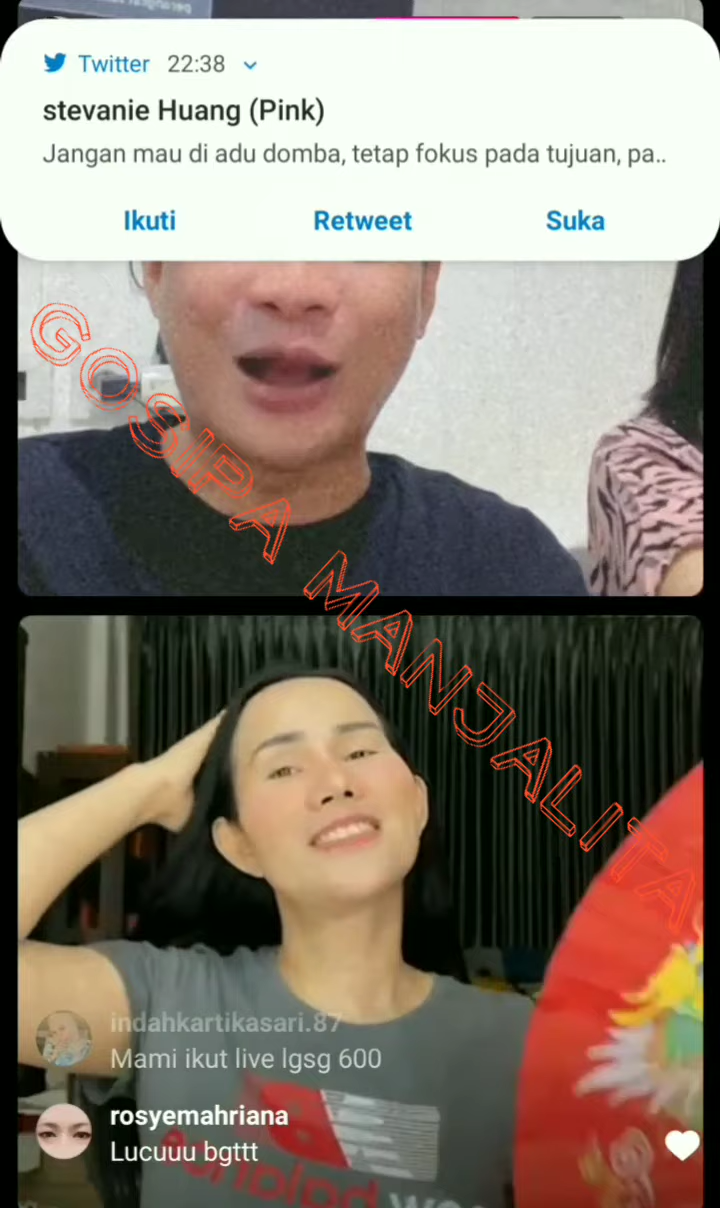 Twitter 22:38
stevanie Huang (Pink)
Jangan mau di adu domba, tetap fokus pada tujuan, pa..
Ikuti Retweet Suka
GOSIPA MANJALITA
indahkartikasari.87
Mami ikut live lgsg 600
rosyemahriana
Lucuuu bgttt